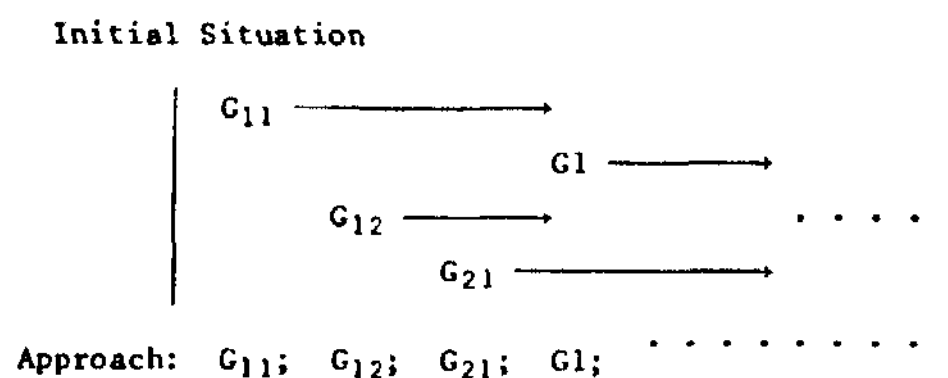 Initial Situation
G₁₁
G1
G₁₂ . . . .
G₂₁
Approach: G₁₁; G₁₂; G₂₁; G1; . . . . . . . .